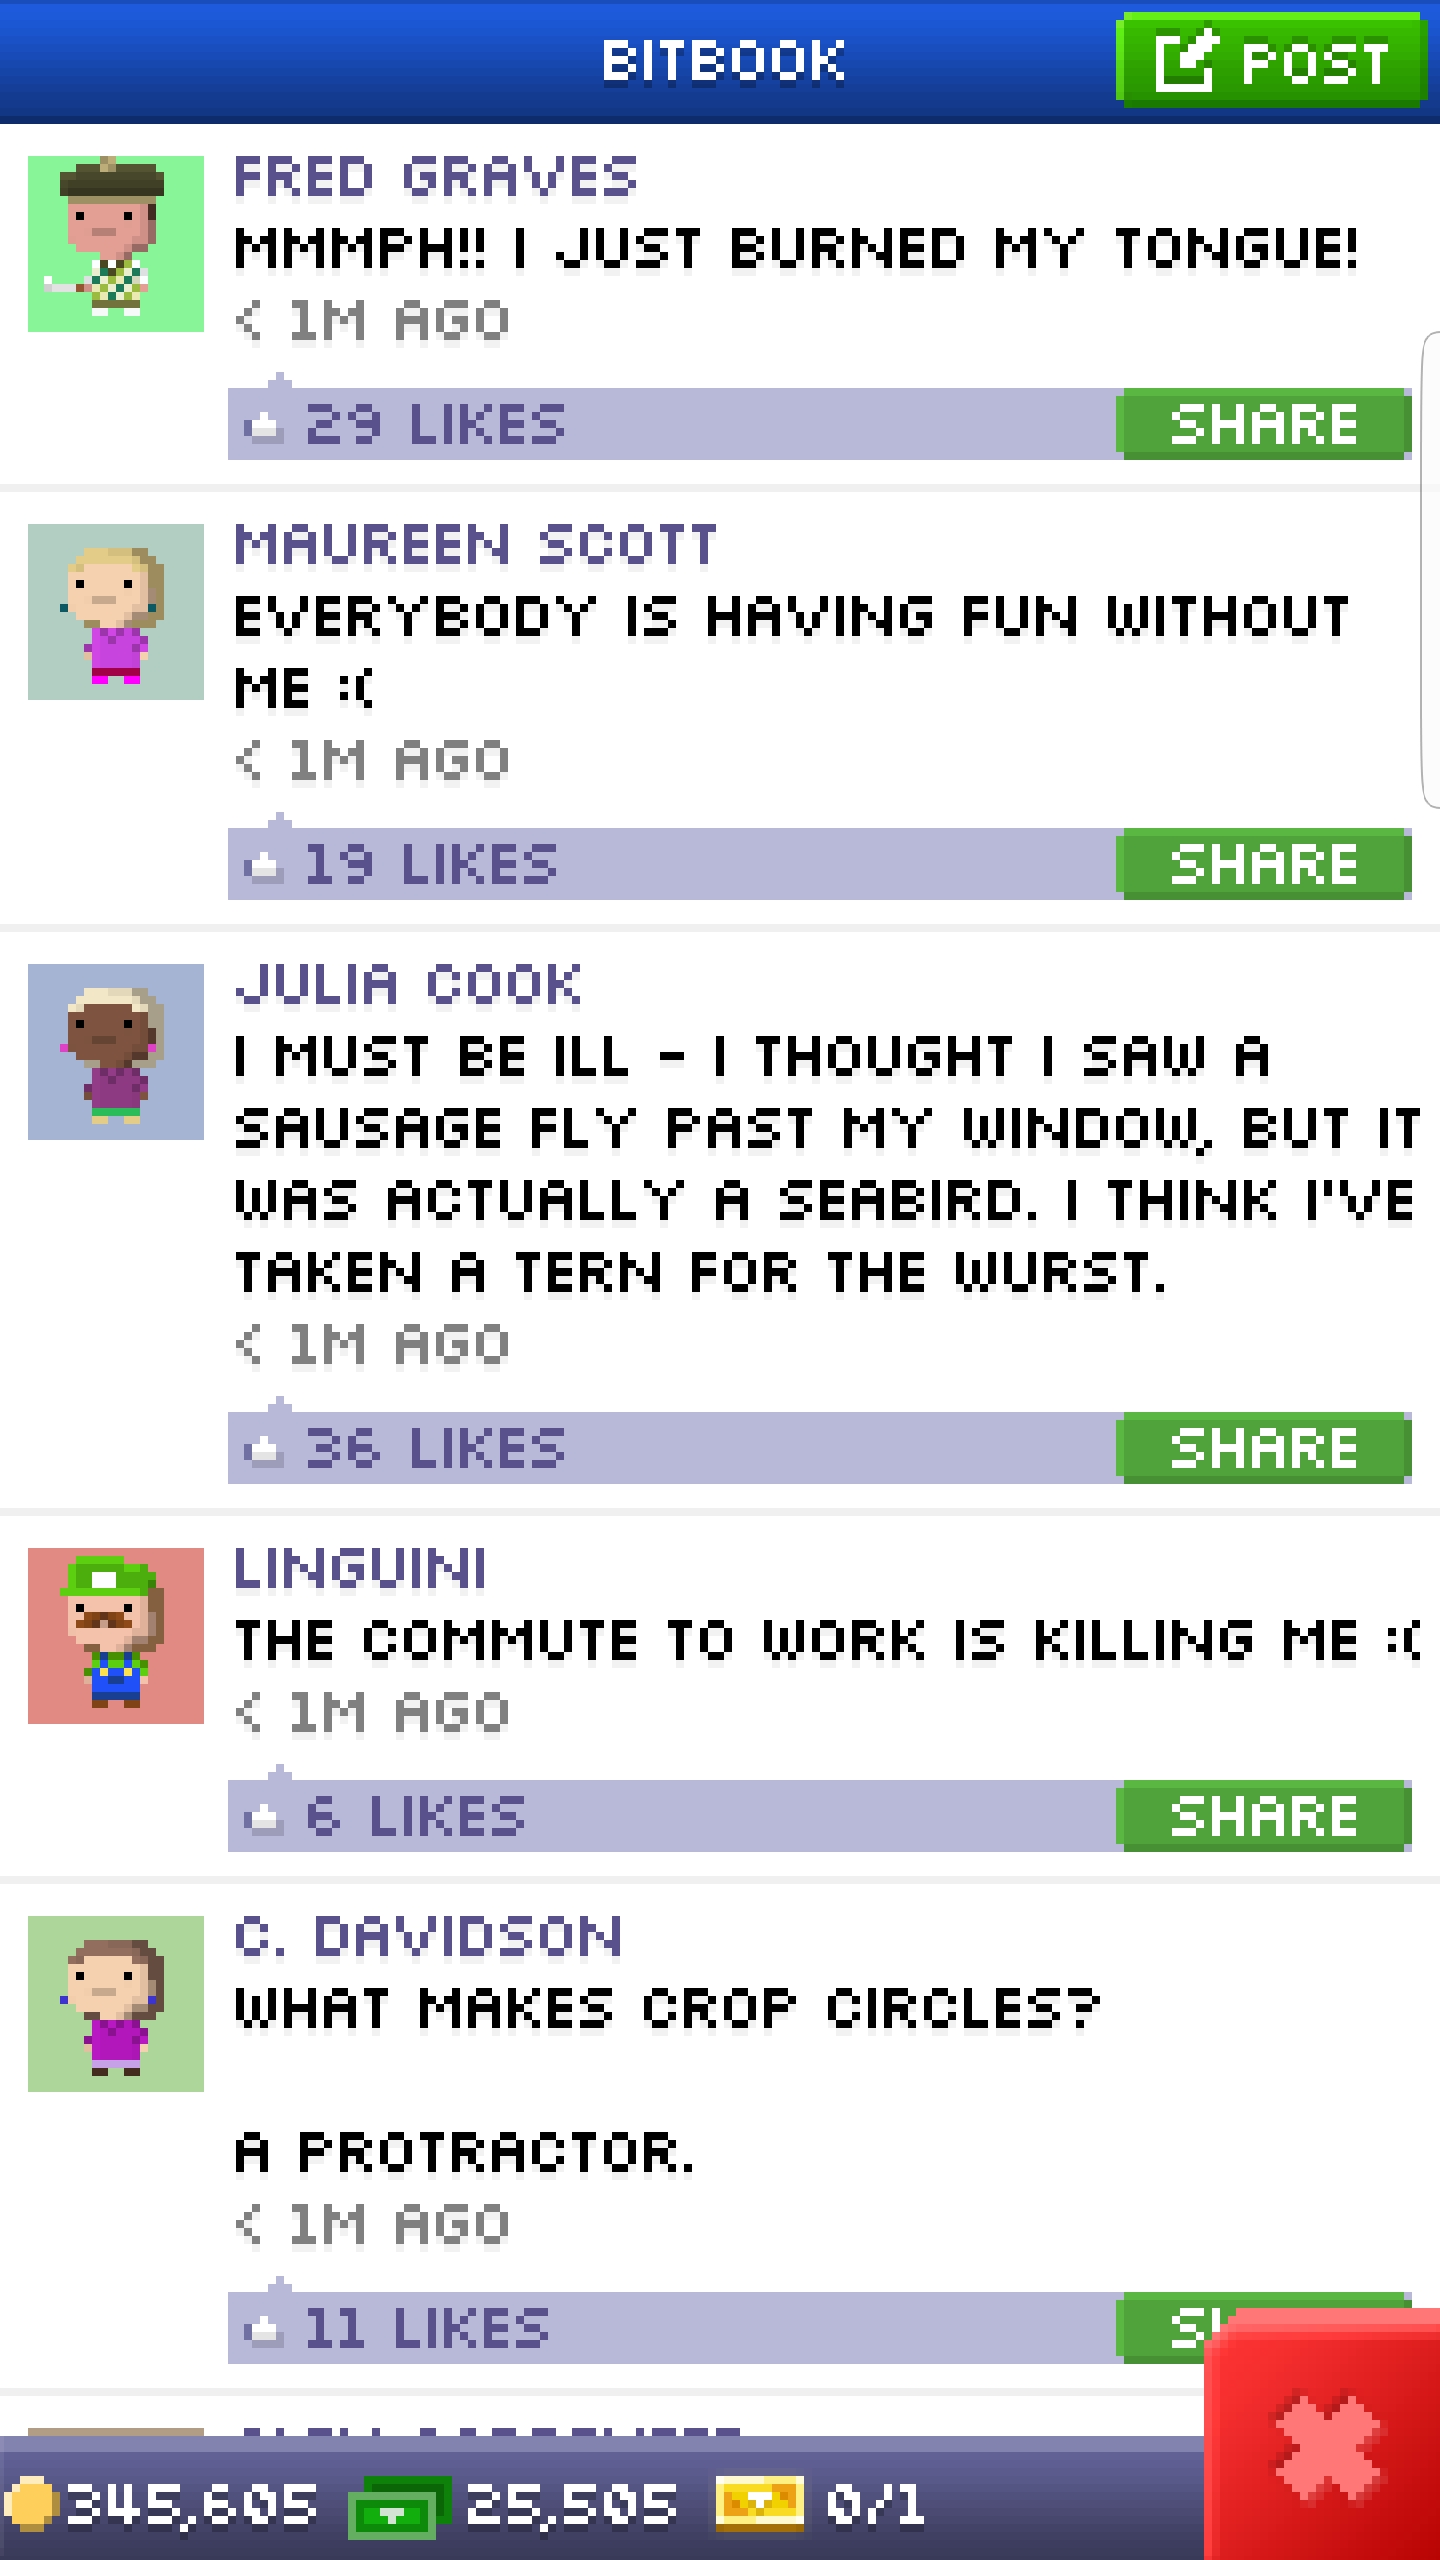 BITBOOK
POST
FRED GRAVES
MMMPH!! I JUST BURNED MY TONGUE!
< 1M AGO
29 LIKES
SHARE
MAUREEN SCOTT
EVERYBODY IS HAVING FUN WITHOUT
ME :(
< 1M AGO
19 LIKES
SHARE
JULIA COOK
I MUST BE ILL - I THOUGHT I SAW A
SAUSAGE FLY PAST MY WINDOW, BUT IT
WAS ACTUALLY A SEABIRD. I THINK I'VE
TAKEN A TERN FOR THE WURST.
< 1M AGO
36 LIKES
SHARE
LINGUINI
THE COMMUTE TO WORK IS KILLING ME :(
< 1M AGO
6 LIKES
SHARE
C. DAVIDSON
WHAT MAKES CROP CIRCLES?
A PROTRACTOR.
< 1M AGO
11 LIKES
345,605
25,505
0/1